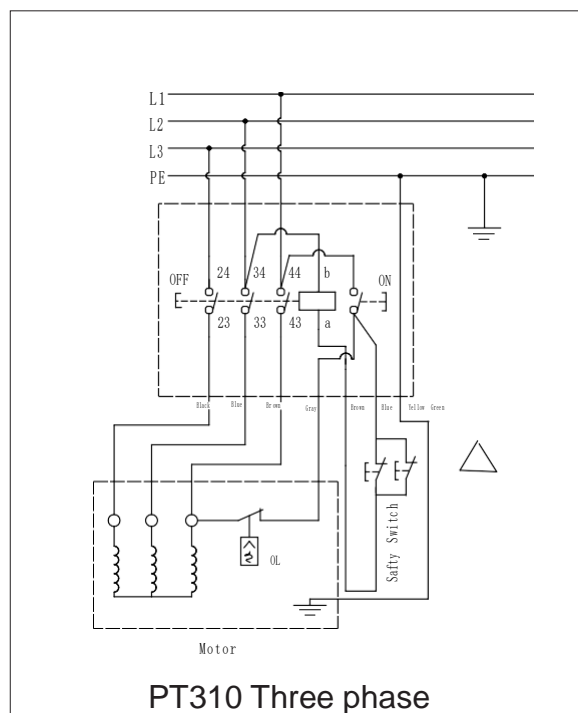 L1
L2
L3
PE
24 34 44 b
OFF ON
23 33 43 a
Black Blue Brown Gray Brown Blue Yellow Green
OL
Safty Switch
Motor
PT310 Three phase